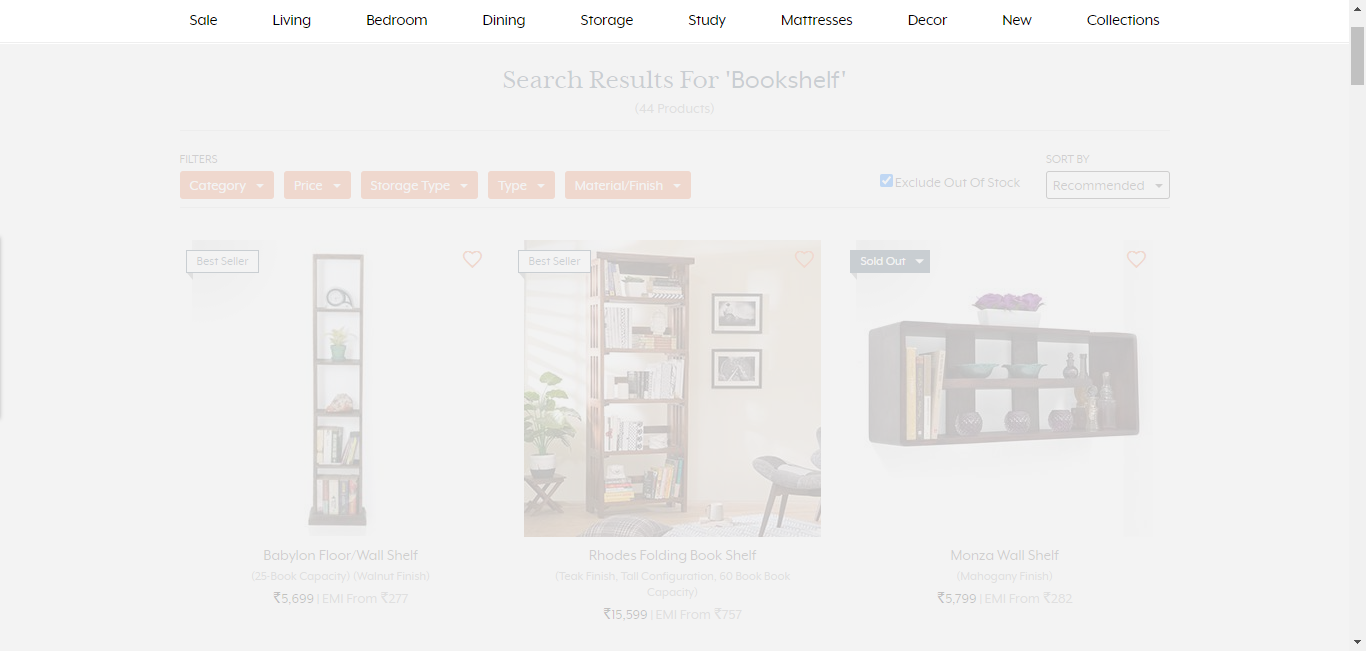 Sale Living Bedroom Dining Storage Study Mattresses Decor New Collections
Search Results For 'Bookshelf'
(44 Products)
FILTERS SORT BY
Category Price Storage Type Type Material/Finish Exclude Out Of Stock Recommended
Best Seller Best Seller Sold Out
Babylon Floor/Wall Shelf
(25-Book Capacity) (Walnut Finish)
₹5,699 | EMI From ₹277
Rhodes Folding Book Shelf
(Teak Finish, Tall Configuration, 60 Book Book
Capacity)
₹15,599 | EMI From ₹757
Monza Wall Shelf
(Mahogany Finish)
₹5,799 | EMI From ₹282